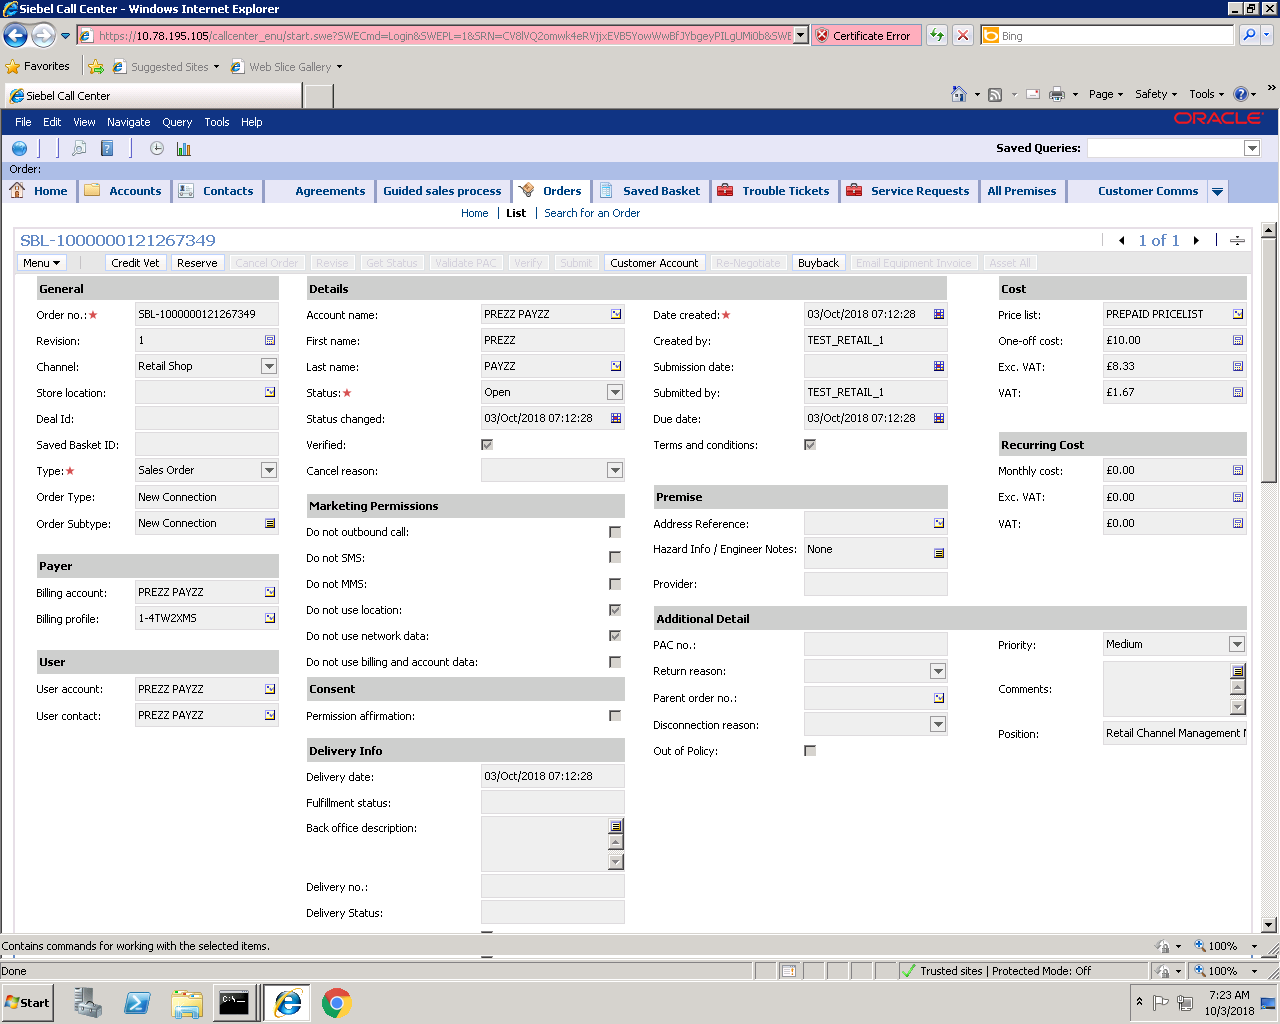 Siebel Call Center - Windows Internet Explorer
Bing
Certificate Error
Favorites
Suggested Sites
Web Slice Gallery
Siebel Call Center
Page
Safety
Tools
File Edit View Navigate Query Tools Help
ORACLE
Saved Queries:
Order:
Home Accounts Contacts Agreements Guided sales process Orders Saved Basket Trouble Tickets Service Requests All Premises Customer Comms
Home | List | Search for an Order
SBL-1000000121267349
1 of 1
Menu Credit Vet Reserve Cancel Order Revise Get Status Validate PAC Verify Submit Customer Account Re-Negotiate Buyback Email Equipment Invoice Asset All
General
Order no.: SBL-1000000121267349
Revision: 1
Channel: Retail Shop
Store location:
Deal Id:
Saved Basket ID:
Type: Sales Order
Order Type: New Connection
Order Subtype: New Connection
Payer
Billing account: PREZZ PAYZZ
Billing profile: 1-4TW2XMS
User
User account: PREZZ PAYZZ
User contact: PREZZ PAYZZ
Details
Account name: PREZZ PAYZZ
First name: PREZZ
Last name: PAYZZ
Status: Open
Status changed: 03/Oct/2018 07:12:28
Verified:
Cancel reason:
Marketing Permissions
Do not outbound call:
Do not SMS:
Do not MMS:
Do not use location:
Do not use network data:
Do not use billing and account data:
Consent
Permission affirmation:
Delivery Info
Delivery date: 03/Oct/2018 07:12:28
Fulfillment status:
Back office description:
Delivery no.:
Delivery Status:
Date created: 03/Oct/2018 07:12:28
Created by: TEST_RETAIL_1
Submission date:
Submitted by: TEST_RETAIL_1
Due date: 03/Oct/2018 07:12:28
Terms and conditions:
Premise
Address Reference:
Hazard Info / Engineer Notes: None
Provider:
Additional Detail
PAC no.:
Return reason:
Parent order no.:
Disconnection reason:
Out of Policy:
Priority: Medium
Comments:
Position: Retail Channel Management
Cost
Price list: PREPAID PRICELIST
One-off cost: £10.00
Exc. VAT: £8.33
VAT: £1.67
Recurring Cost
Monthly cost: £0.00
Exc. VAT: £0.00
VAT: £0.00
Contains commands for working with the selected items.
100%
Done
Trusted sites | Protected Mode: Off
100%
Start
7:23 AM
10/3/2018